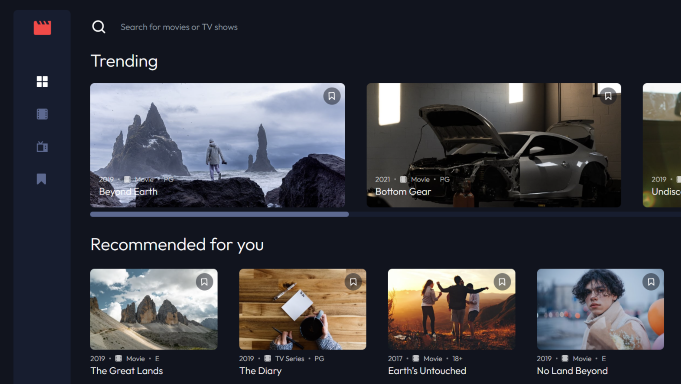 Search for movies or TV shows
Trending
2019 • Movie • PG
Beyond Earth
2021 • Movie • PG
Bottom Gear
2019 •
Undisc
Recommended for you
2019 • Movie • E
The Great Lands
2019 • TV Series • PG
The Diary
2017 • Movie • 18+
Earth's Untouched
2019 • Movie • E
No Land Beyond